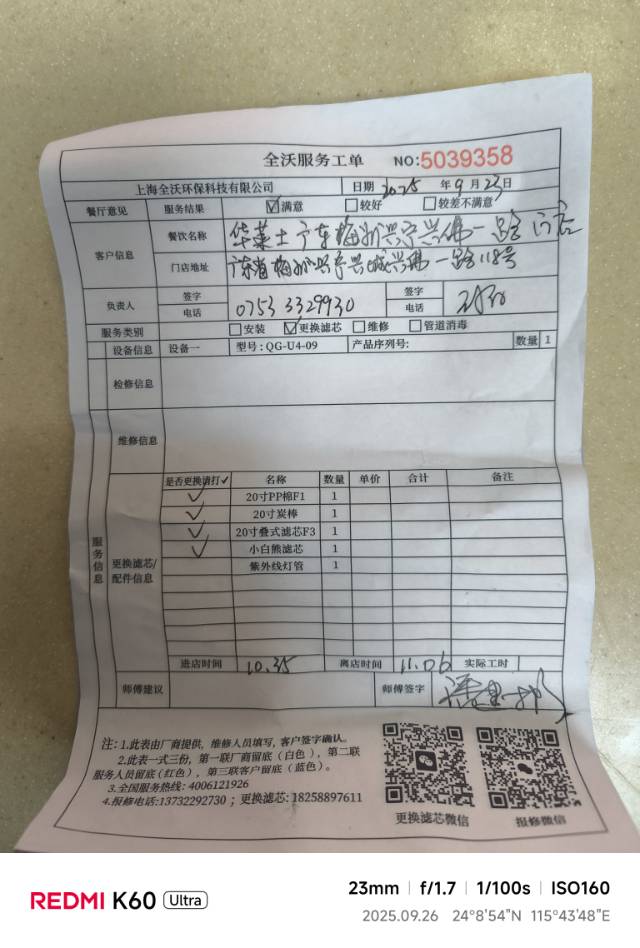 全沃服务工单 NO:5039358
上海全沃环保科技有限公司 日期 2025年9月23日
餐厅意见 服务结果 ☑满意 □较好 □较差不满意
客户信息 餐饮名称 华莱士广东梅州兴宁兴佛一路门店
门店地址 广东省梅州兴宁兴城兴佛一路118号
负责人 签字 签字
电话 0753 3329930 电话
服务类别 □安装 ☑更换滤芯 □维修 □管道消毒
设备信息 设备一 型号:QG-U4-09 产品序列号: 数量 1
检修信息
维修信息
服务信息
是否更换请打✓ 名称 数量 单价 合计 备注
✓ 20寸PP棉F1 1
✓ 20寸炭棒 1
✓ 20寸叠式滤芯F3 1
更换滤芯/配件信息 ✓ 小白熊滤芯 1
紫外线灯管 1
进店时间 10.35 离店时间 11.06 实际工时
师傅建议 师傅签字
注:1.此表由厂商提供,维修人员填写,客户签字确认。
2.此表一式三份,第一联厂商留底(白色),第二联
服务人员留底(红色),第三联客户留底(蓝色)。
3.全国服务热线:4006121926
4.报修电话:13732292730;更换滤芯:18258897611
更换滤芯微信 报修微信
REDMI K60 Ultra
23mm | f/1.7 | 1/100s | ISO160
2025.09.26 24°8'54"N 115°43'48"E